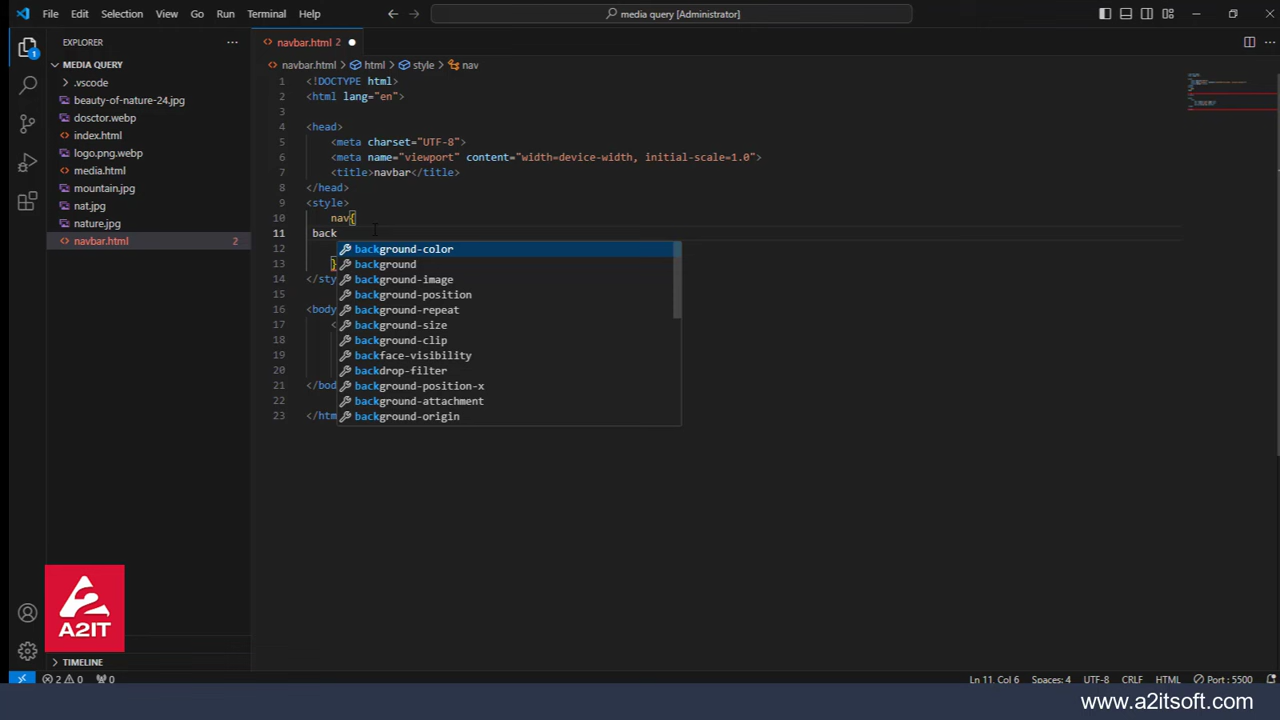 File Edit Selection View Go Run Terminal Help
media query [Administrator]
EXPLORER
navbar.html 2
MEDIA QUERY
navbar.html > html > style > nav
.vscode
beauty-of-nature-24.jpg
dosctor.webp
index.html
logo.png.webp
media.html
mountain.jpg
nat.jpg
nature.jpg
navbar.html 2
1 <!DOCTYPE html>
2 <html lang="en">
3
4 <head>
5 <meta charset="UTF-8">
6 <meta name="viewport" content="width=device-width, initial-scale=1.0">
7 <title>navbar</title>
8 </head>
9 <style>
10 nav{
11 back
12
13 }
14 </sty
15
16 <body
17 <
18
19
20
21 </bod
22
23 </htm
background-color
background
background-image
background-position
background-repeat
background-size
background-clip
backface-visibility
backdrop-filter
background-position-x
background-attachment
background-origin
A2IT
TIMELINE
2 0 0
Ln 11, Col 6 Spaces: 4 UTF-8 CRLF HTML Port : 5500
www.a2itsoft.com
1